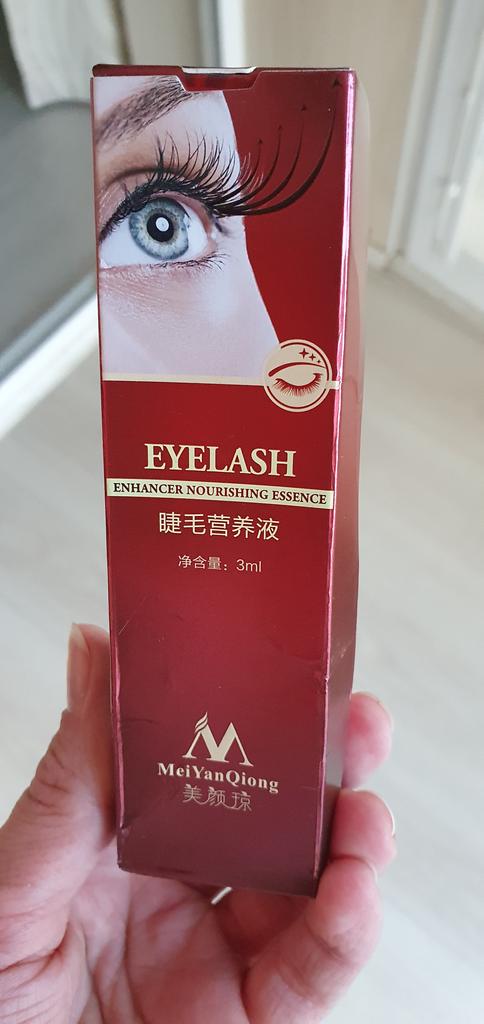 EYELASH
ENHANCER NOURISHING ESSENCE
睫毛营养液
净含量：3ml
MeiYanQiong
美颜琼